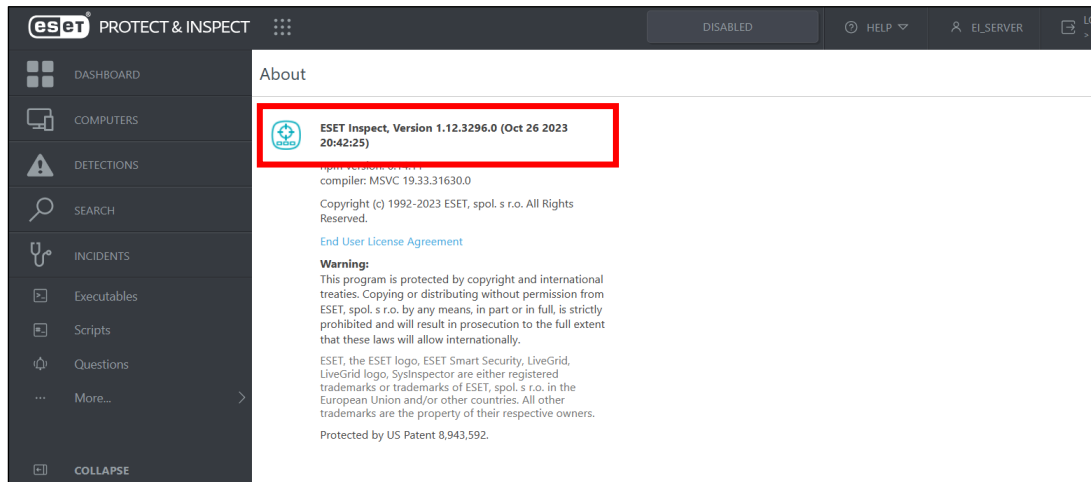 eset PROTECT & INSPECT
DISABLED
HELP
EI_SERVER
DASHBOARD
COMPUTERS
DETECTIONS
SEARCH
INCIDENTS
Executables
Scripts
Questions
More...
COLLAPSE
About
ESET Inspect, Version 1.12.3296.0 (Oct 26 2023
20:42:25)
compiler: MSVC 19.33.31630.0
Copyright (c) 1992-2023 ESET, spol. s r.o. All Rights
Reserved.
End User License Agreement
Warning:
This program is protected by copyright and international
treaties. Copying or distributing without permission from
ESET, spol. s r.o. by any means, in part or in full, is strictly
prohibited and will result in prosecution to the full extent
that these laws will allow internationally.
ESET, the ESET logo, ESET Smart Security, LiveGrid,
LiveGrid logo, SysInspector are either registered
trademarks or trademarks of ESET, spol. s r.o. in the
European Union and/or other countries. All other
trademarks are the property of their respective owners.
Protected by US Patent 8,943,592.